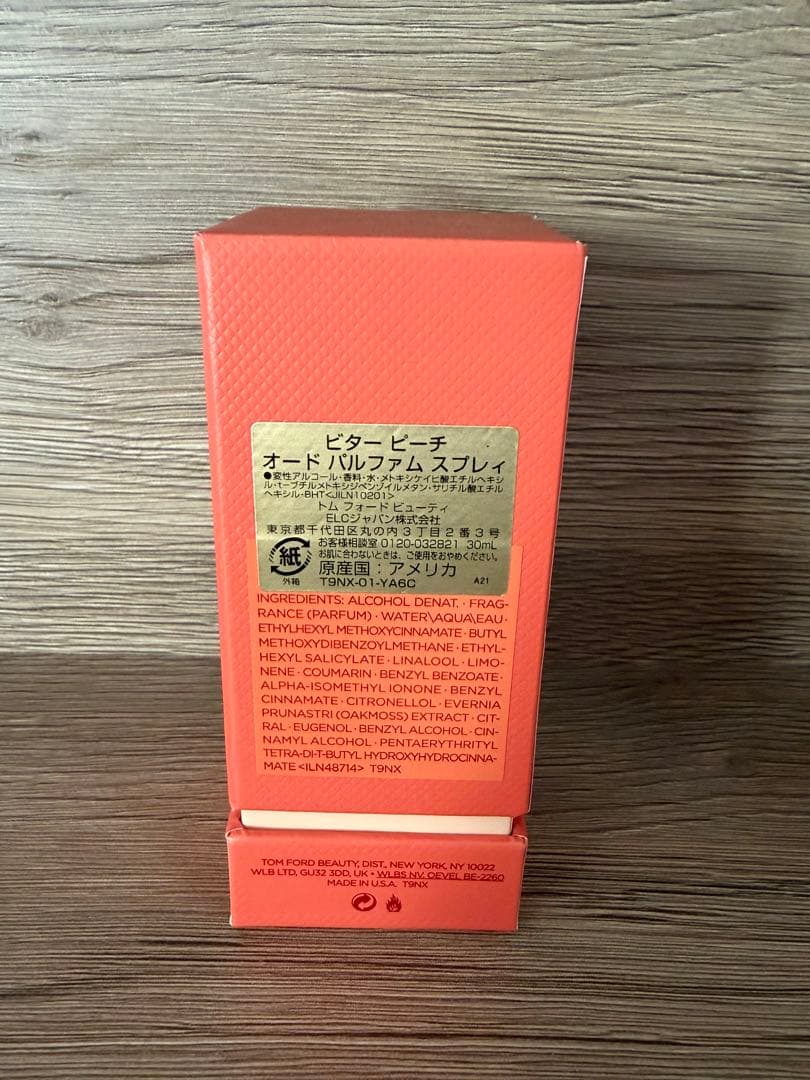 ビター ピーチ
オード パルファム スプレィ
●変性アルコール・香料・水・メトキシケイヒ酸エチルヘキシ
ル・t-ブチルメトキシジベンゾイルメタン・サリチル酸エチル
ヘキシル・BHT<JILN10201>
トム フォード ビューティ
ELCジャパン株式会社
東京都千代田区丸の内3丁目2番3号
お客様相談室 0120-032821 30mL
お肌に合わないときは、ご使用をおやめください。
紙
外箱
原産国：アメリカ
T9NX-01-YA6C
A21
INGREDIENTS: ALCOHOL DENAT. · FRAG-
RANCE (PARFUM) · WATER\AQUA\EAU ·
ETHYLHEXYL METHOXYCINNAMATE · BUTYL
METHOXYDIBENZOYLMETHANE · ETHYL-
HEXYL SALICYLATE · LINALOOL · LIMO-
NENE · COUMARIN · BENZYL BENZOATE ·
ALPHA-ISOMETHYL IONONE · BENZYL
CINNAMATE · CITRONELLOL · EVERNIA
PRUNASTRI (OAKMOSS) EXTRACT · CIT-
RAL · EUGENOL · BENZYL ALCOHOL · CIN-
NAMYL ALCOHOL · PENTAERYTHRITYL
TETRA-DI-T-BUTYL HYDROXYHYDROCINNA-
MATE <ILN48714> T9NX
TOM FORD BEAUTY, DIST., NEW YORK, NY 10022
WLB LTD, GU32 3DD, UK • WLBS NV. OEVEL BE-2260
MADE IN U.S.A. T9NX